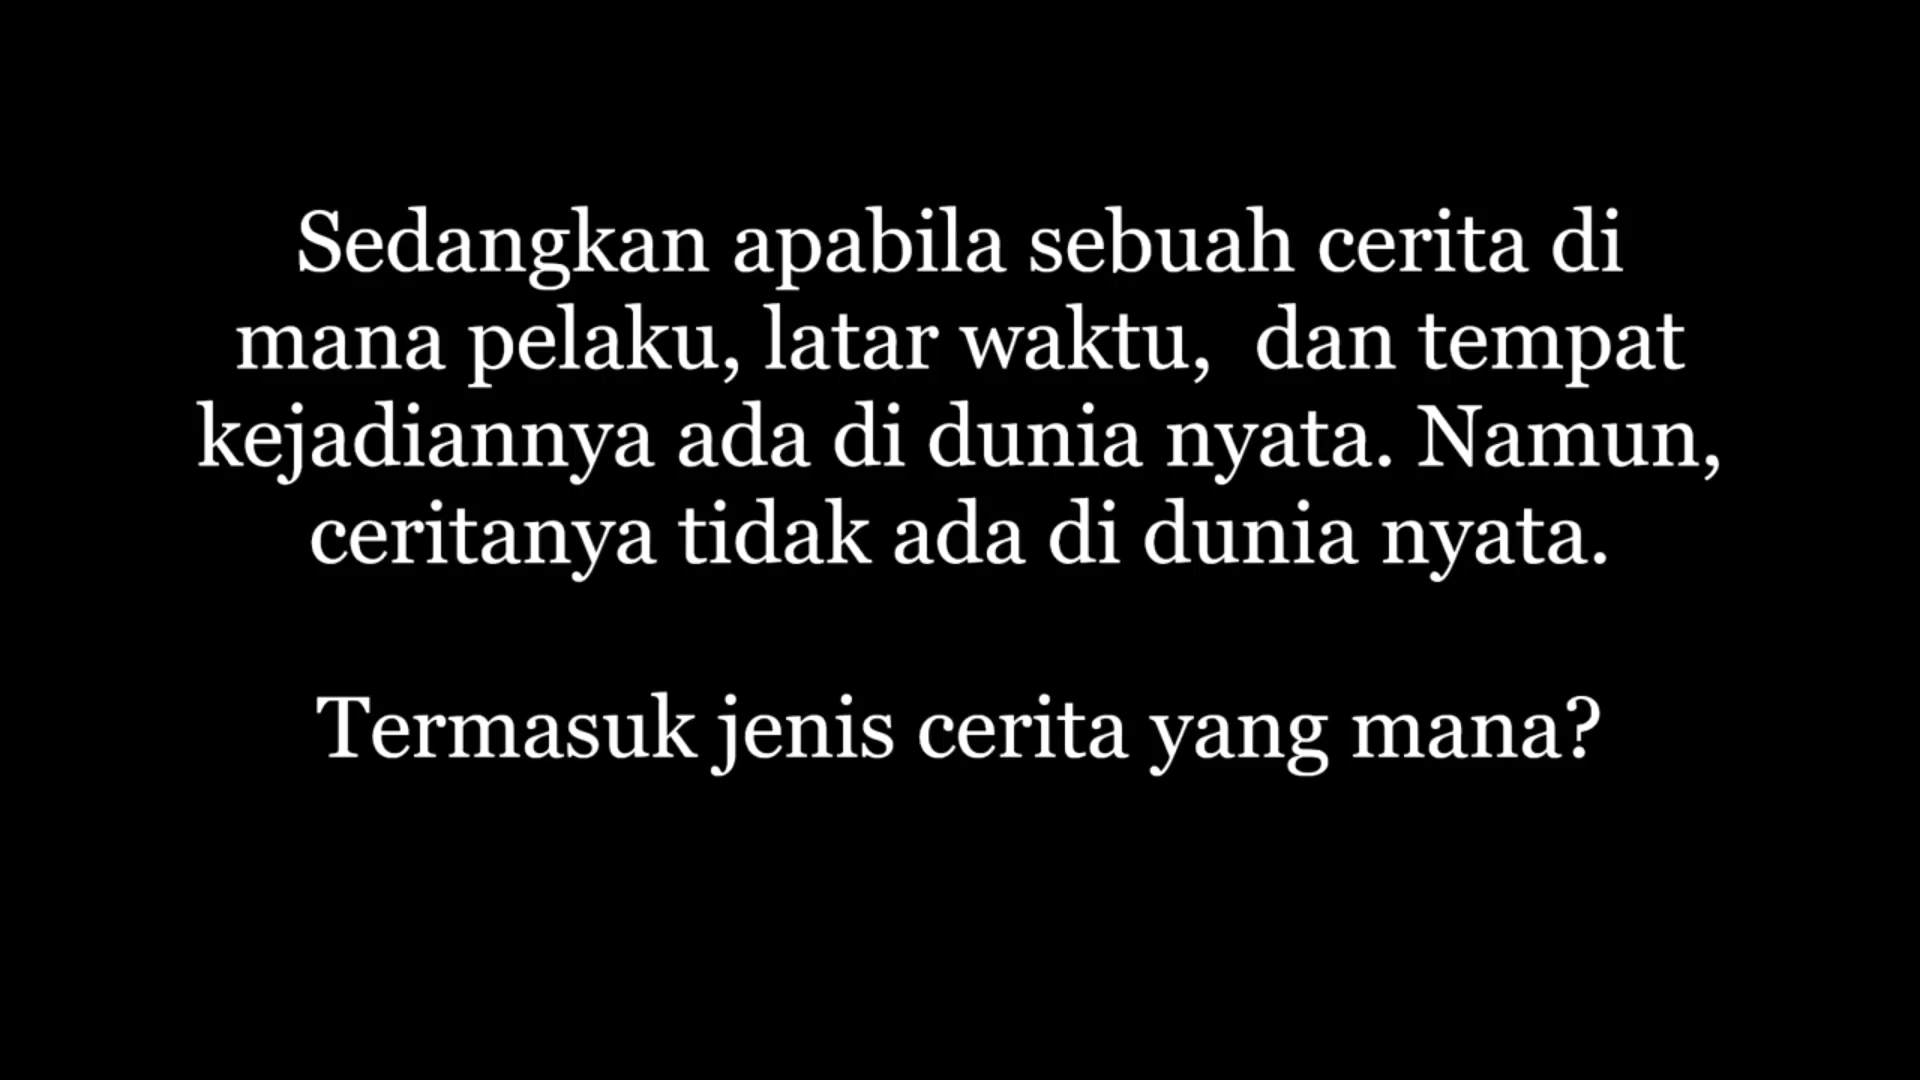 Sedangkan apabila sebuah cerita di
mana pelaku, latar waktu,  dan tempat
kejadiannya ada di dunia nyata. Namun,
ceritanya tidak ada di dunia nyata.
Termasuk jenis cerita yang mana?